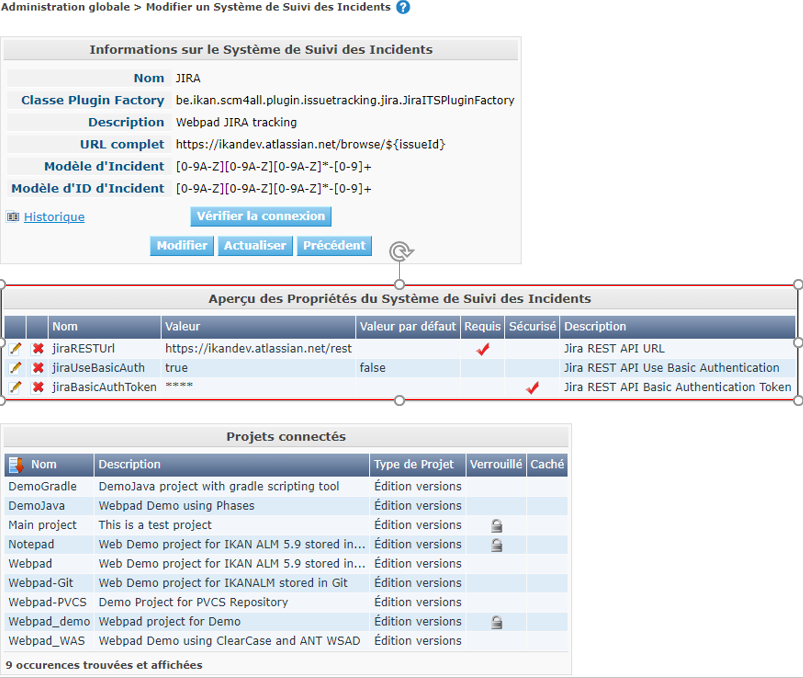 Administration globale > Modifier un Système de Suivi des Incidents ?
Informations sur le Système de Suivi des Incidents
Nom JIRA
Classe Plugin Factory be.ikan.scm4all.plugin.issuetracking.jira.JiraITSPluginFactory
Description Webpad JIRA tracking
URL complet https://ikandev.atlassian.net/browse/${issueId}
Modèle d'Incident [0-9A-Z][0-9A-Z][0-9A-Z]*-[0-9]+
Modèle d'ID d'Incident [0-9A-Z][0-9A-Z][0-9A-Z]*-[0-9]+
Historique Vérifier la connexion
Modifier Actualiser Précédent
Aperçu des Propriétés du Système de Suivi des Incidents
Nom Valeur Valeur par défaut Requis Sécurisé Description
jiraRESTUrl https://ikandev.atlassian.net/rest Jira REST API URL
jiraUseBasicAuth true false Jira REST API Use Basic Authentication
jiraBasicAuthToken **** Jira REST API Basic Authentication Token
Projets connectés
Nom Description Type de Projet Verrouillé Caché
DemoGradle DemoJava project with gradle scripting tool Édition versions
DemoJava Webpad Demo using Phases Édition versions
Main project This is a test project Édition versions
Notepad Web Demo project for IKAN ALM 5.9 stored in... Édition versions
Webpad Web Demo project for IKAN ALM 5.9 stored in... Édition versions
Webpad-Git Web Demo project for IKANALM stored in Git Édition versions
Webpad-PVCS Demo Project for PVCS Repository Édition versions
Webpad_demo Webpad project for Demo Édition versions
Webpad_WAS Webpad Demo using ClearCase and ANT WSAD Édition versions
9 occurences trouvées et affichées